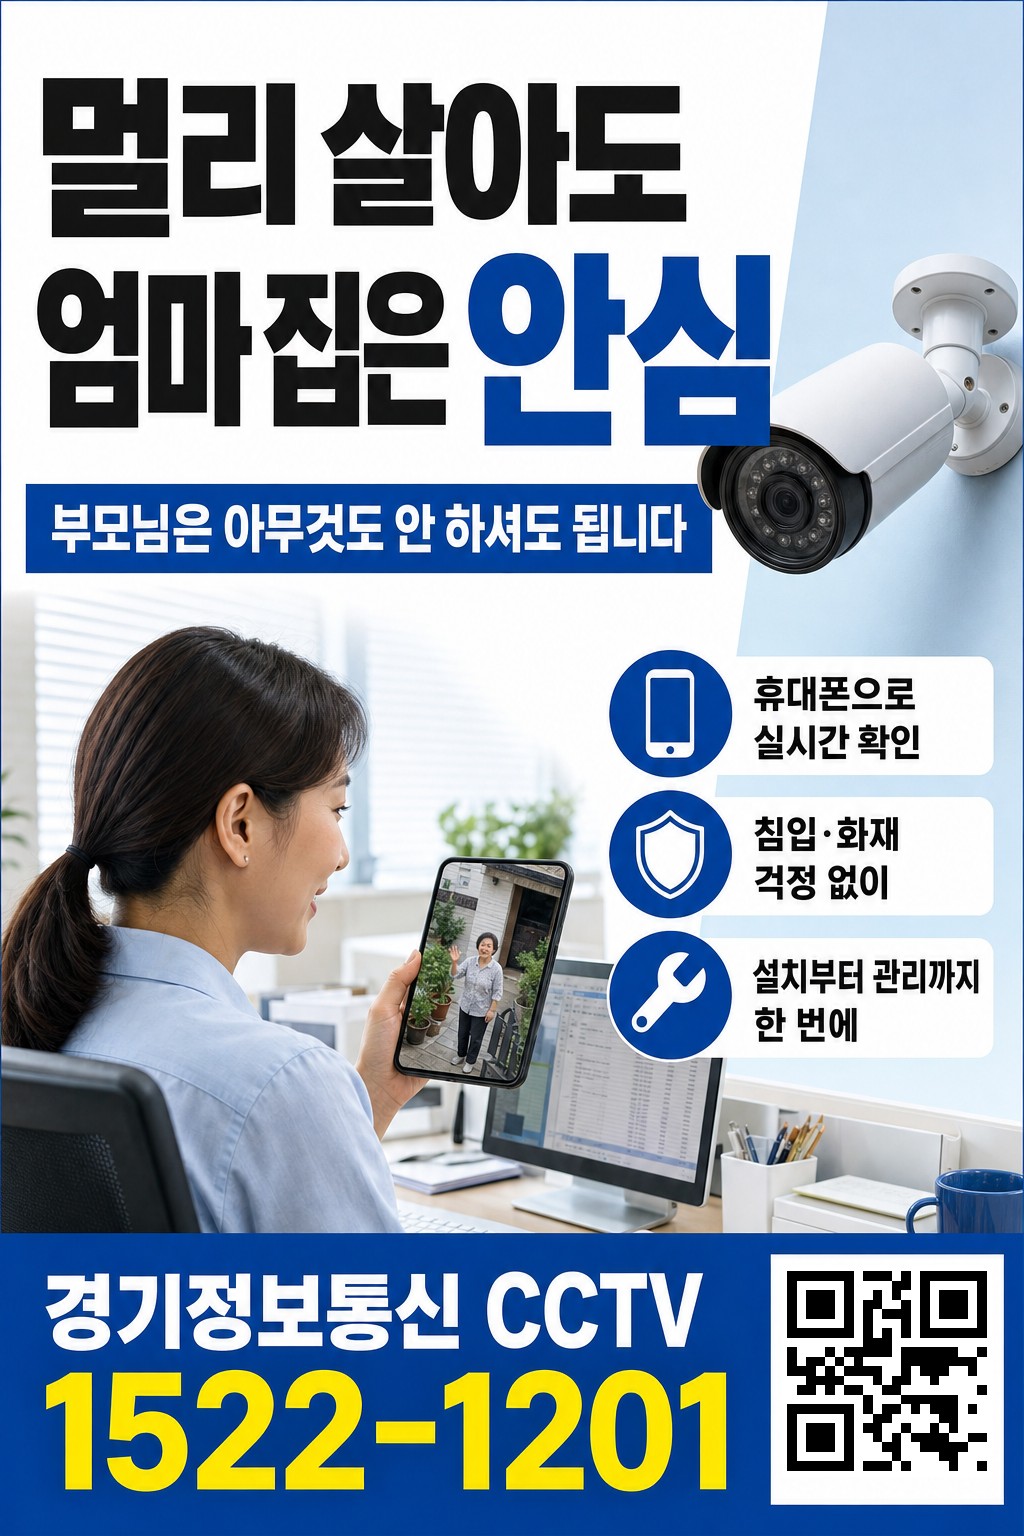 멀리 살아도
엄마 집은 안심
부모님은 아무것도 안 하셔도 됩니다
휴대폰으로
실시간 확인
침입·화재
걱정 없이
설치부터 관리까지
한 번에
경기정보통신 CCTV
1522-1201